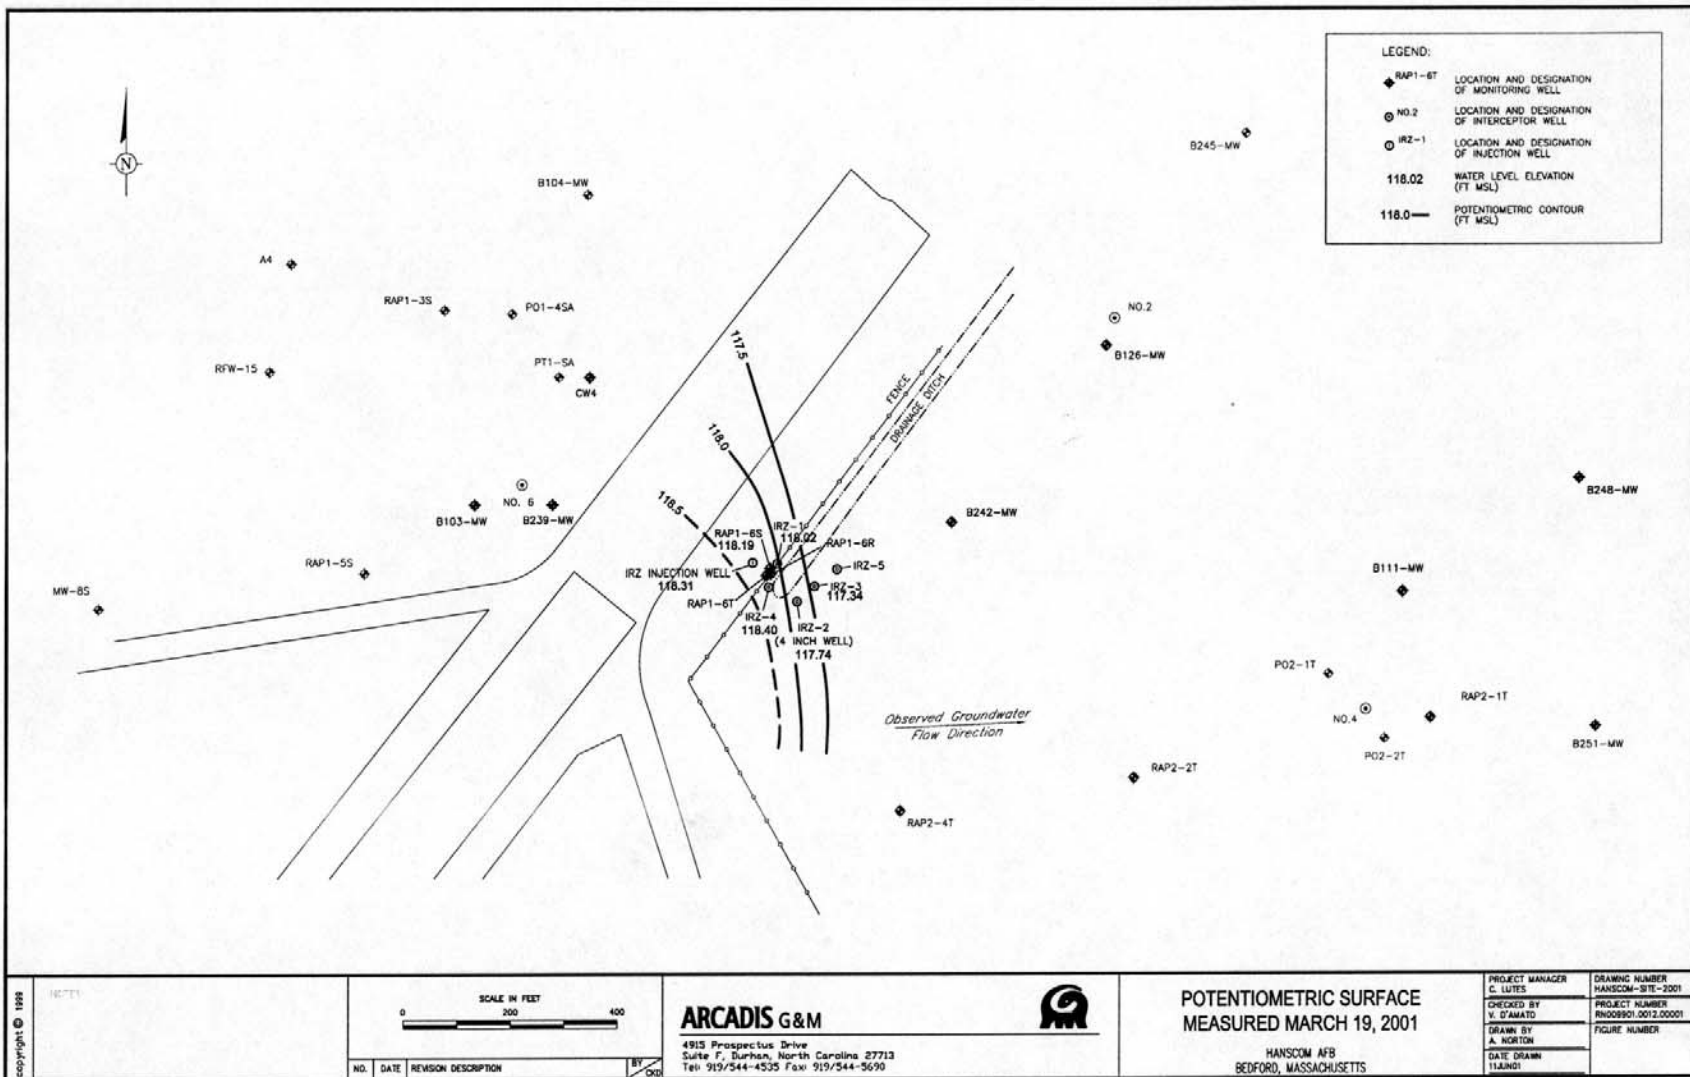 LEGEND:
RAP1-6T LOCATION AND DESIGNATION
OF MONITORING WELL
NO.2 LOCATION AND DESIGNATION
OF INTERCEPTOR WELL
IRZ-1 LOCATION AND DESIGNATION
OF INJECTION WELL
118.02 WATER LEVEL ELEVATION
(FT MSL)
118.0 POTENTIOMETRIC CONTOUR
(FT MSL)
N
B245-MW
B104-MW
A4
RAP1-3S
PO1-4SA
NO.2
B126-MW
RFW-15
PT1-SA
CW4
117.5
FENCE
DRAINAGE DITCH
118.0
118.5
NO. 6
B103-MW
B239-MW
B248-MW
B242-MW
RAP1-6S
118.19
IRZ-1
118.02
RAP1-6R
RAP1-5S
IRZ INJECTION WELL
118.31
IRZ-5
B111-MW
MW-8S
RAP1-6T
IRZ-3
117.34
IRZ-4
118.40
IRZ-2
(4 INCH WELL)
117.74
PO2-1T
RAP2-1T
NO.4
Observed Groundwater
Flow Direction
PO2-2T
B251-MW
RAP2-2T
RAP2-4T
copyright © 1999
NOTES
SCALE IN FEET
0 200 400
NO. DATE REVISION DESCRIPTION BY CKD
ARCADIS G&M
4915 Prospectus Drive
Suite F, Durham, North Carolina 27713
Tel: 919/544-4535 Fax: 919/544-5690
POTENTIOMETRIC SURFACE
MEASURED MARCH 19, 2001
HANSCOM AFB
BEDFORD, MASSACHUSETTS
PROJECT MANAGER
C. LUTES
DRAWING NUMBER
HANSCOM-SITE-2001
CHECKED BY
V. D'AMATO
PROJECT NUMBER
RN009901.0012.00001
DRAWN BY
A. NORTON
FIGURE NUMBER
DATE DRAWN
11JUN01